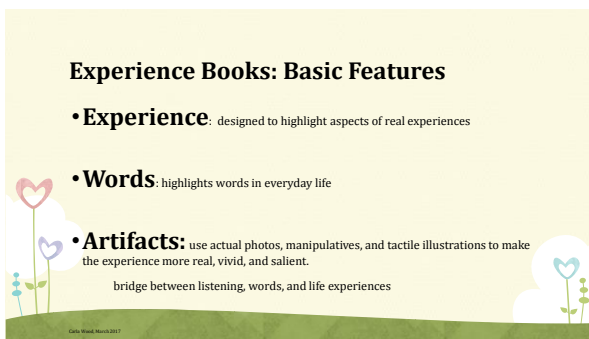 Experience Books: Basic Features
•Experience: designed to highlight aspects of real experiences
•Words: highlights words in everyday life
•Artifacts: use actual photos, manipulatives, and tactile illustrations to make
the experience more real, vivid, and salient.
bridge between listening, words, and life experiences
Carla Wood, March 2017